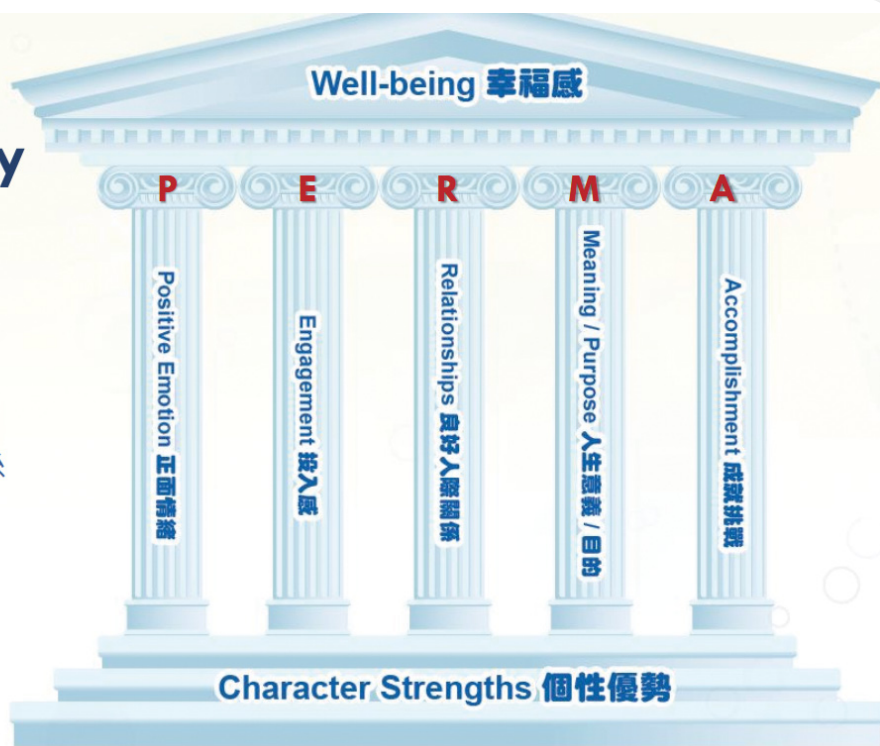 Well-being 幸福感
y
P E R M A
Positive Emotion 正面情緒
Engagement 投入感
Relationships 良好人際關係
Meaning / Purpose 人生意義 / 目的
Accomplishment 成就挑戰
Character Strengths 個性優勢